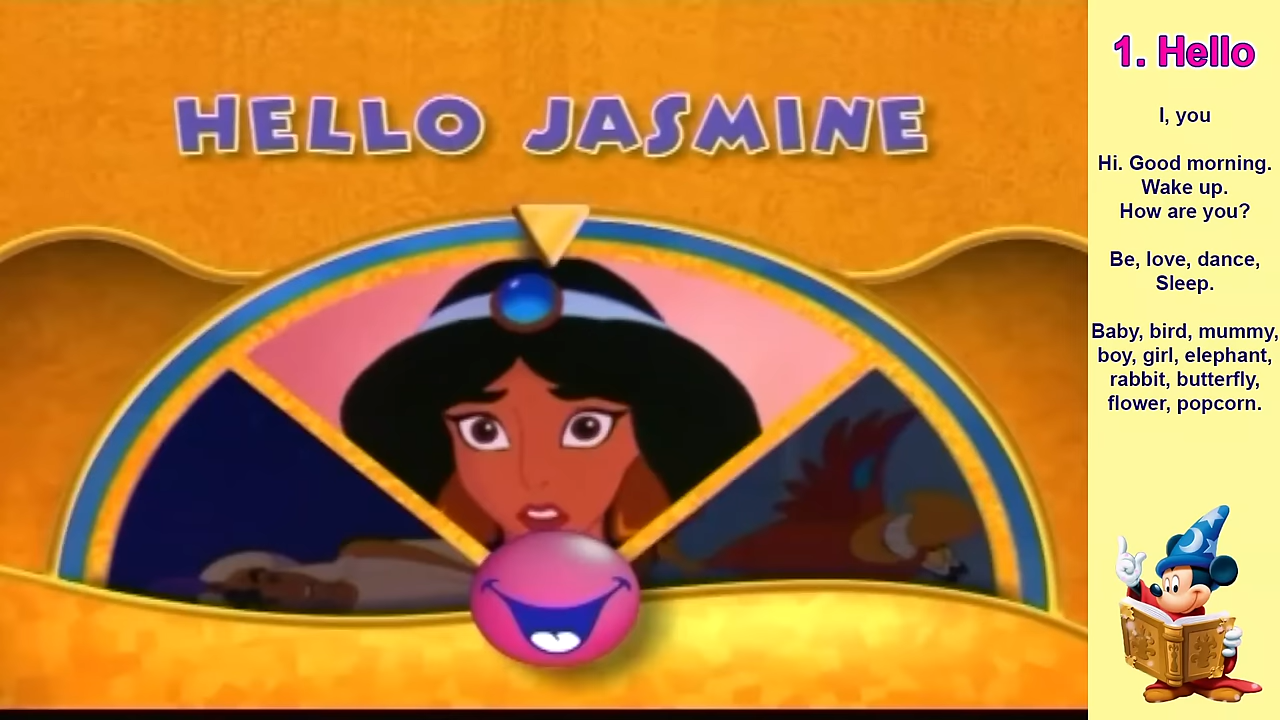 HELLO JASMINE
1. Hello
I, you
Hi. Good morning.
Wake up.
How are you?
Be, love, dance,
Sleep.
Baby, bird, mummy,
boy, girl, elephant,
rabbit, butterfly,
flower, popcorn.